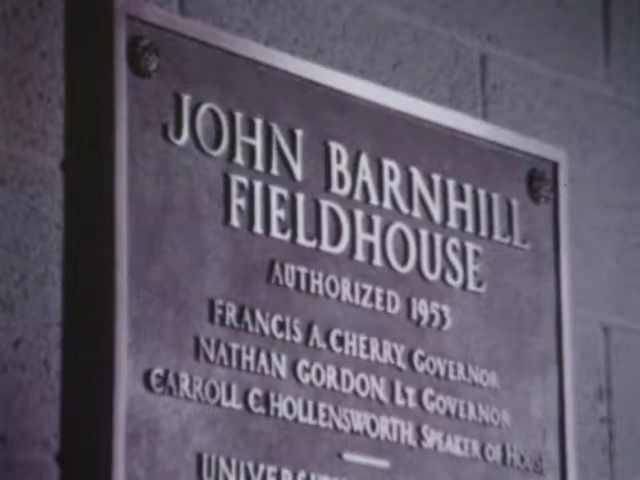 JOHN BARNHILL
FIELDHOUSE
AUTHORIZED 1953
FRANCIS A. CHERRY, GOVERNOR
NATHAN GORDON, LT. GOVERNOR
CARROLL C. HOLLENSWORTH, SPEAKER OF HOUSE